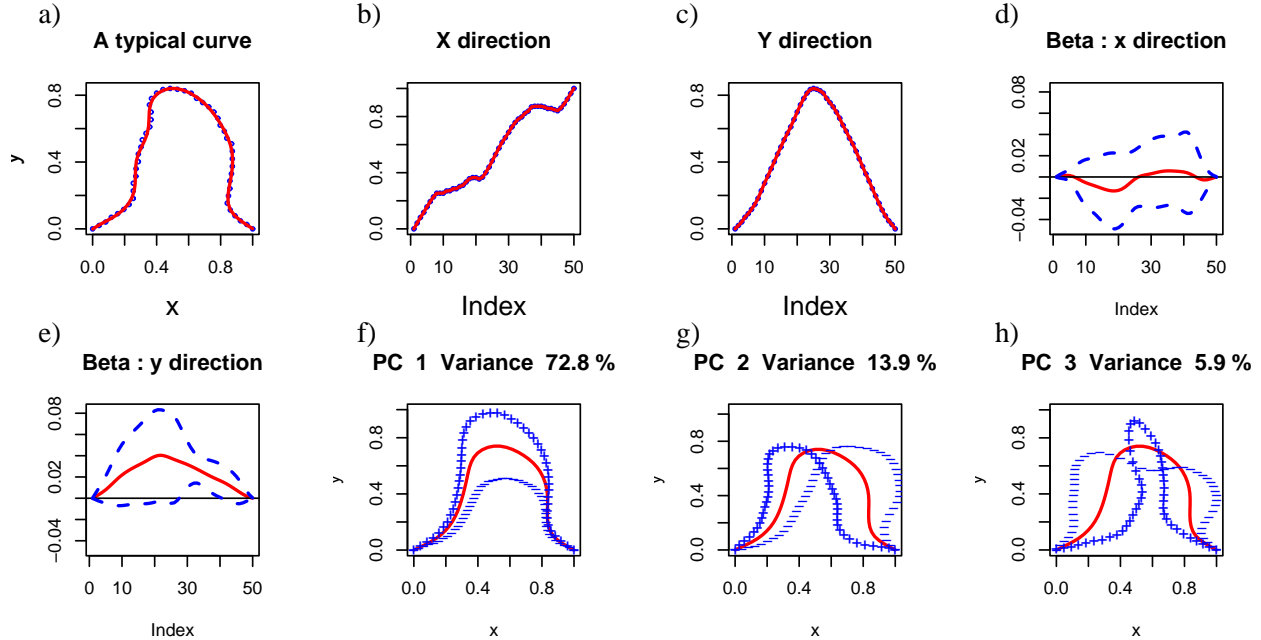 a)
A typical curve
y
0.0 0.4 0.8
0.0 0.4 0.8
x
b)
X direction
0.0 0.4 0.8
0 10 30 50
Index
c)
Y direction
0.0 0.4 0.8
0 10 30 50
Index
d)
Beta : x direction
−0.04 0.02 0.08
0 10 30 50
Index
e)
Beta : y direction
−0.04 0.02 0.08
0 10 30 50
Index
f)
PC 1 Variance 72.8 %
y
0.0 0.4 0.8
0.0 0.4 0.8
x
g)
PC 2 Variance 13.9 %
y
0.0 0.4 0.8
0.0 0.4 0.8
x
h)
PC 3 Variance 5.9 %
y
0.0 0.4 0.8
0.0 0.4 0.8
x